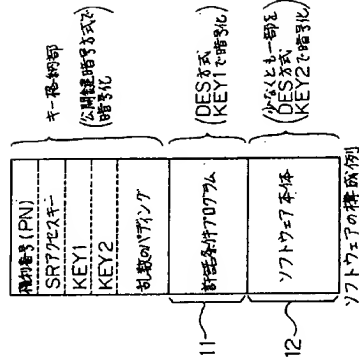 識別番号(PN)
SRアクセスキー
KEY1
KEY2
乱数のパディング
許諾条件プログラム
ソフトウェア本体
キー格納部
(公開鍵暗号方式で
暗号化)
(DES方式
KEY1で暗号化)
(少なくとも一部を
DES方式
KEY2で暗号化)
11
12
ソフトウェアの構成例